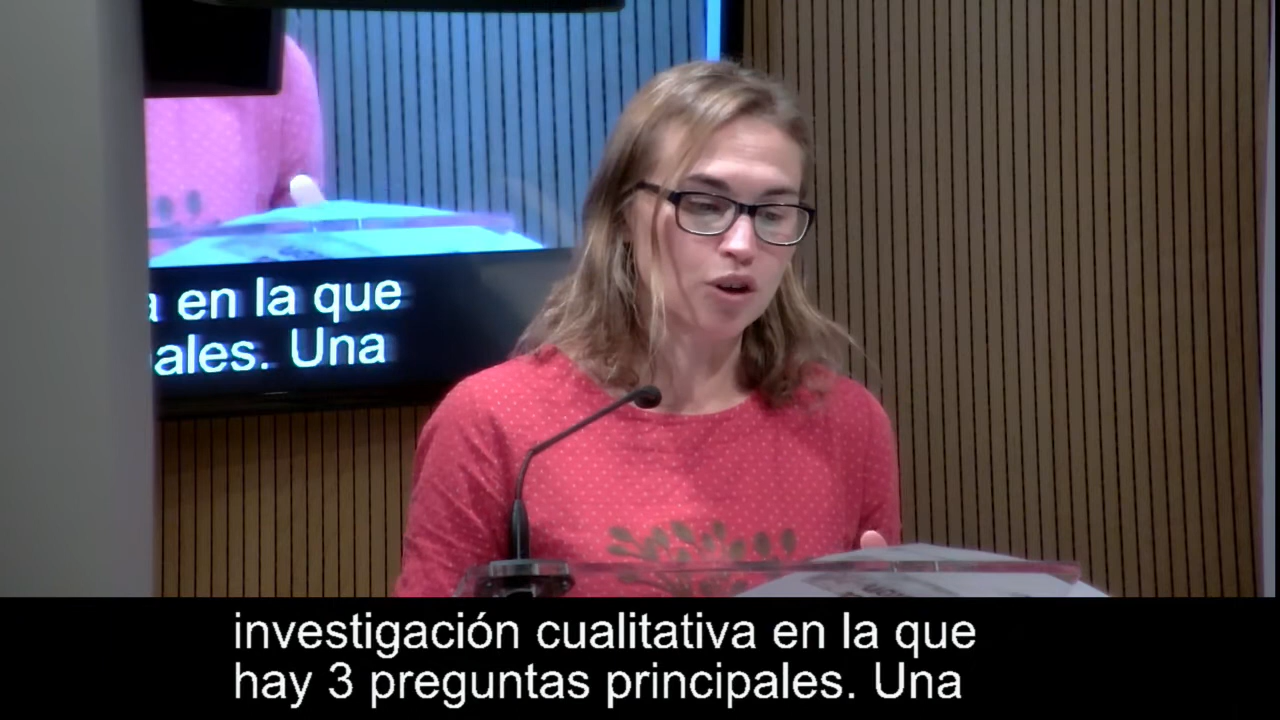 en la que
ales. Una
investigación cualitativa en la que
hay 3 preguntas principales. Una